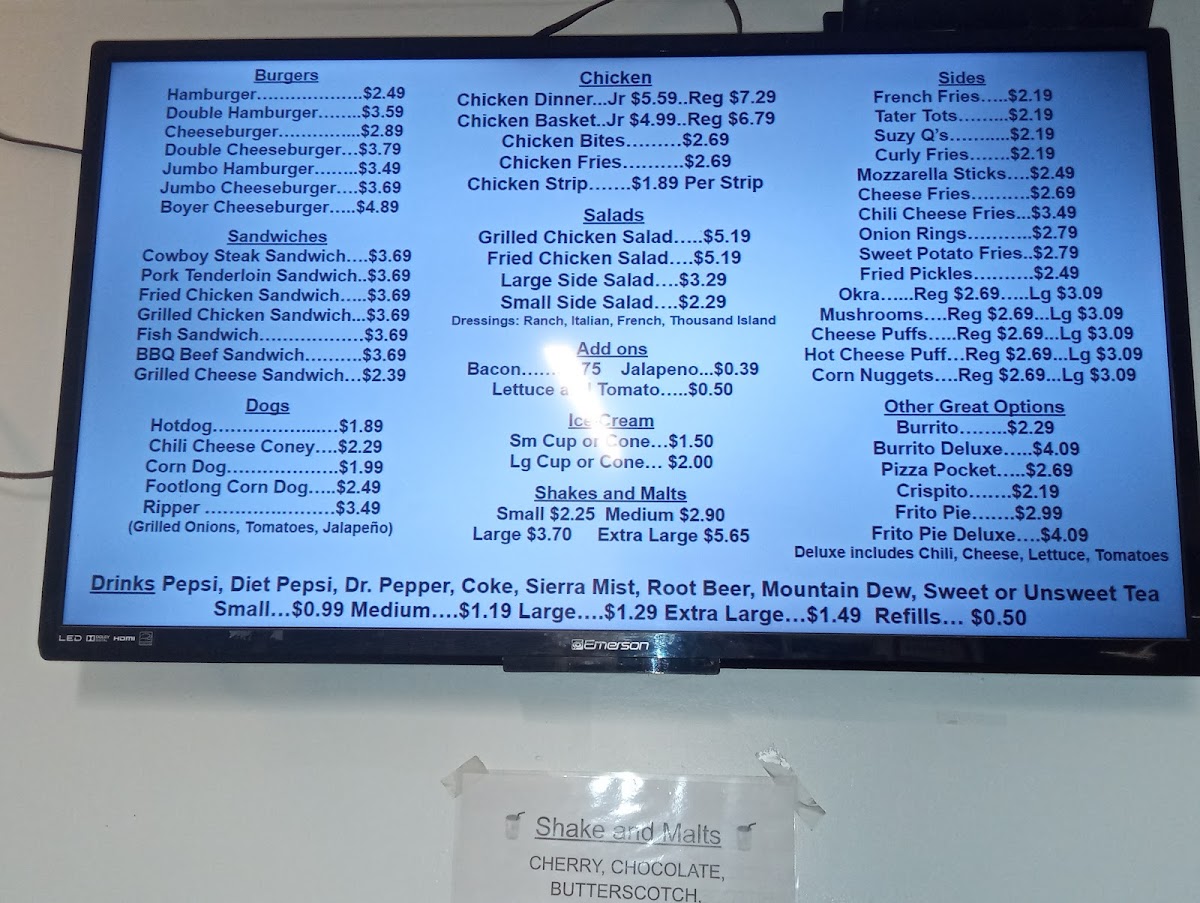 Burgers
Hamburger....................$2.49
Double Hamburger........$3.59
Cheeseburger................$2.89
Double Cheeseburger...$3.79
Jumbo Hamburger........$3.49
Jumbo Cheeseburger....$3.69
Boyer Cheeseburger.....$4.89
Sandwiches
Cowboy Steak Sandwich....$3.69
Pork Tenderloin Sandwich..$3.69
Fried Chicken Sandwich.....$3.69
Grilled Chicken Sandwich...$3.69
Fish Sandwich.....................$3.69
BBQ Beef Sandwich..........$3.69
Grilled Cheese Sandwich...$2.39
Dogs
Hotdog.......................$1.89
Chili Cheese Coney....$2.29
Corn Dog....................$1.99
Footlong Corn Dog.....$2.49
Ripper ........................$3.49
(Grilled Onions, Tomatoes, Jalapeño)
Chicken
Chicken Dinner...Jr $5.59..Reg $7.29
Chicken Basket..Jr $4.99..Reg $6.79
Chicken Bites.........$2.69
Chicken Fries.........$2.69
Chicken Strip.......$1.89 Per Strip
Salads
Grilled Chicken Salad.....$5.19
Fried Chicken Salad....$5.19
Large Side Salad....$3.29
Small Side Salad....$2.29
Dressings: Ranch, Italian, French, Thousand Island
Add ons
Bacon...... 75 Jalapeno...$0.39
Lettuce and Tomato.....$0.50
Ice Cream
Sm Cup or Cone...$1.50
Lg Cup or Cone... $2.00
Shakes and Malts
Small $2.25 Medium $2.90
Large $3.70 Extra Large $5.65
Sides
French Fries.....$2.19
Tater Tots.........$2.19
Suzy Q's..........$2.19
Curly Fries.......$2.19
Mozzarella Sticks....$2.49
Cheese Fries..........$2.69
Chili Cheese Fries...$3.49
Onion Rings..........$2.79
Sweet Potato Fries..$2.79
Fried Pickles..........$2.49
Okra......Reg $2.69.....Lg $3.09
Mushrooms....Reg $2.69...Lg $3.09
Cheese Puffs.....Reg $2.69...Lg $3.09
Hot Cheese Puff...Reg $2.69...Lg $3.09
Corn Nuggets....Reg $2.69...Lg $3.09
Other Great Options
Burrito........$2.29
Burrito Deluxe.....$4.09
Pizza Pocket.....$2.69
Crispito.......$2.19
Frito Pie.......$2.99
Frito Pie Deluxe....$4.09
Deluxe includes Chili, Cheese, Lettuce, Tomatoes
Drinks Pepsi, Diet Pepsi, Dr. Pepper, Coke, Sierra Mist, Root Beer, Mountain Dew, Sweet or Unsweet Tea
Small...$0.99 Medium....$1.19 Large....$1.29 Extra Large...$1.49 Refills... $0.50
LED DOLBY HDMI
Emerson
Shake and Malts
CHERRY, CHOCOLATE,
BUTTERSCOTCH,